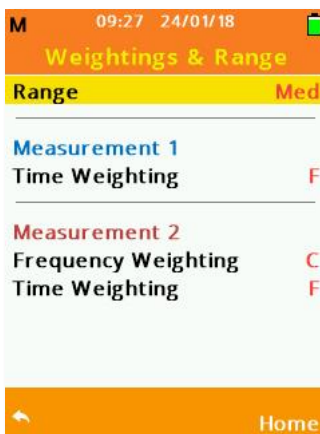 M 09:27 24/01/18
Weightings & Range
Range Med
Measurement 1
Time Weighting F
Measurement 2
Frequency Weighting C
Time Weighting F
Home